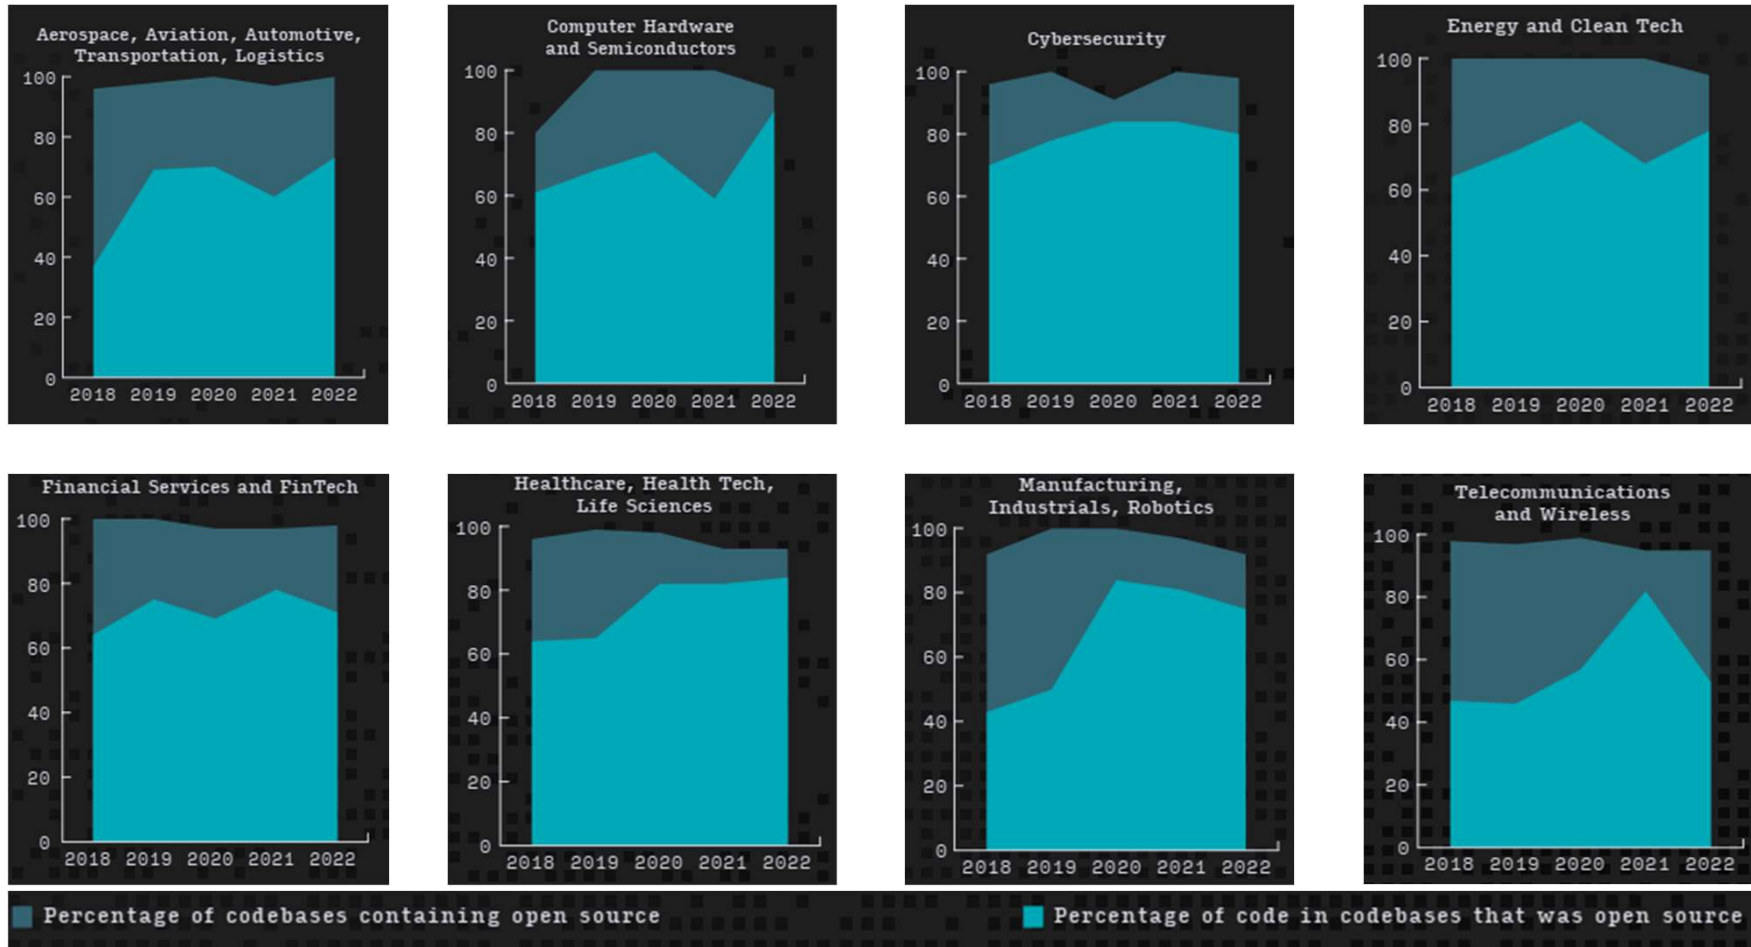 Aerospace, Aviation, Automotive,
Transportation, Logistics
100
80
60
40
20
0
2018 2019 2020 2021 2022
Computer Hardware
and Semiconductors
100
80
60
40
20
0
2018 2019 2020 2021 2022
Cybersecurity
100
80
60
40
20
0
2018 2019 2020 2021 2022
Energy and Clean Tech
100
80
60
40
20
0
2018 2019 2020 2021 2022
Financial Services and FinTech
100
80
60
40
20
0
2018 2019 2020 2021 2022
Healthcare, Health Tech,
Life Sciences
100
80
60
40
20
0
2018 2019 2020 2021 2022
Manufacturing,
Industrials, Robotics
100
80
60
40
20
0
2018 2019 2020 2021 2022
Telecommunications
and Wireless
100
80
60
40
20
0
2018 2019 2020 2021 2022
Percentage of codebases containing open source
Percentage of code in codebases that was open source